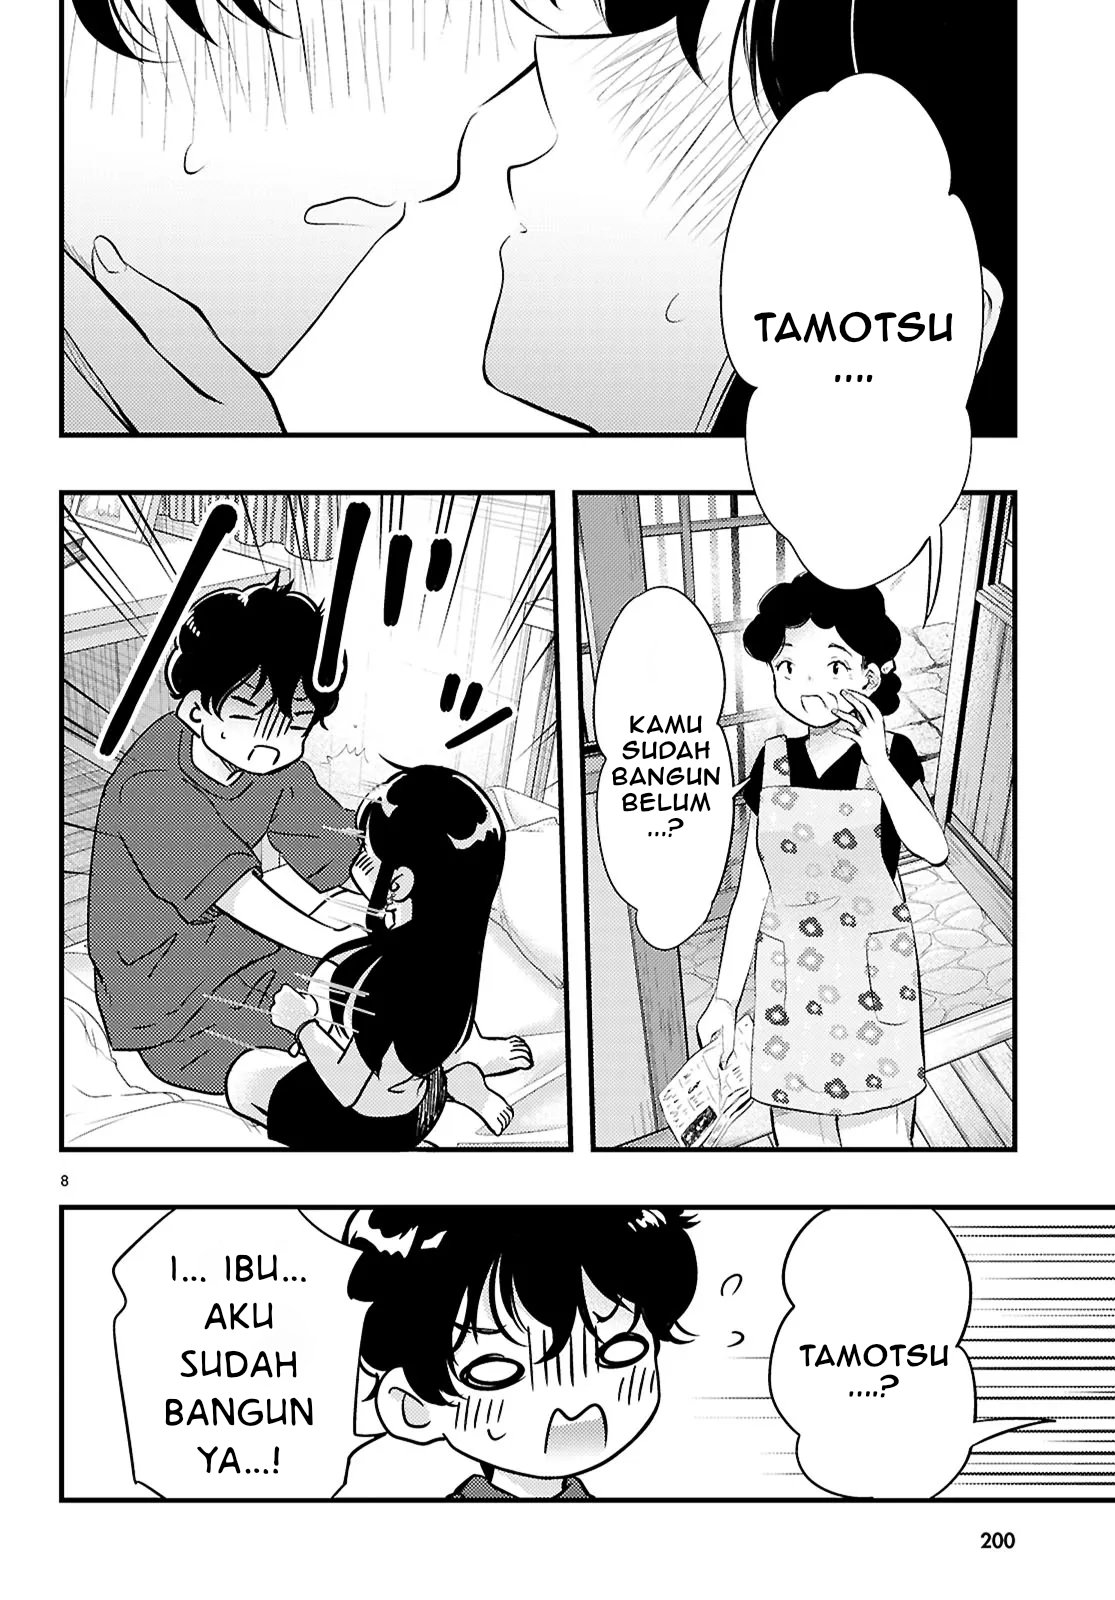 TAMOTSU
....
KAMU
SUDAH
BANGUN
BELUM
...?
8
TAMOTSU
....?
I... IBU...
AKU
SUDAH
BANGUN
YA...!
200